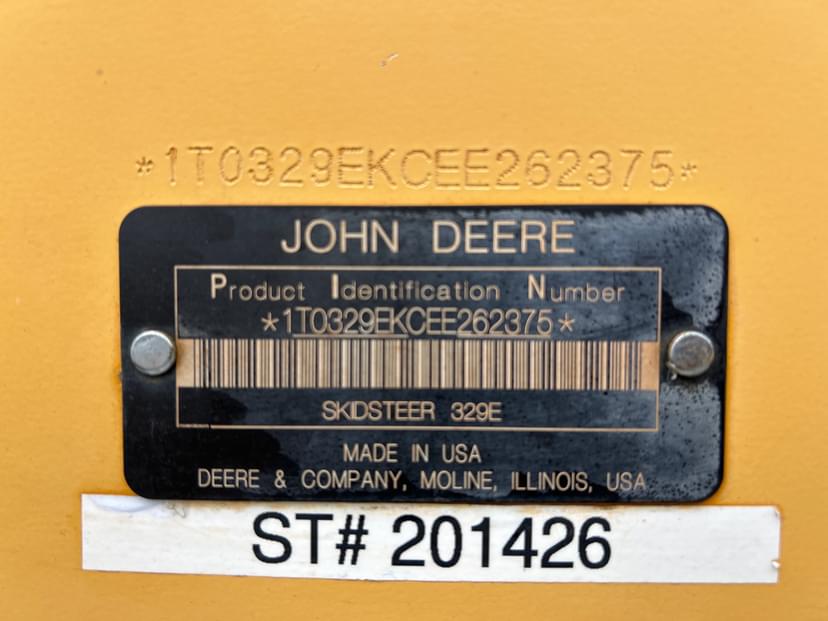 *1T0329EKCEE262375*
JOHN DEERE
Product Identification Number
*1T0329EKCEE262375*
SKIDSTEER 329E
MADE IN USA
DEERE & COMPANY, MOLINE, ILLINOIS, USA
ST# 201426